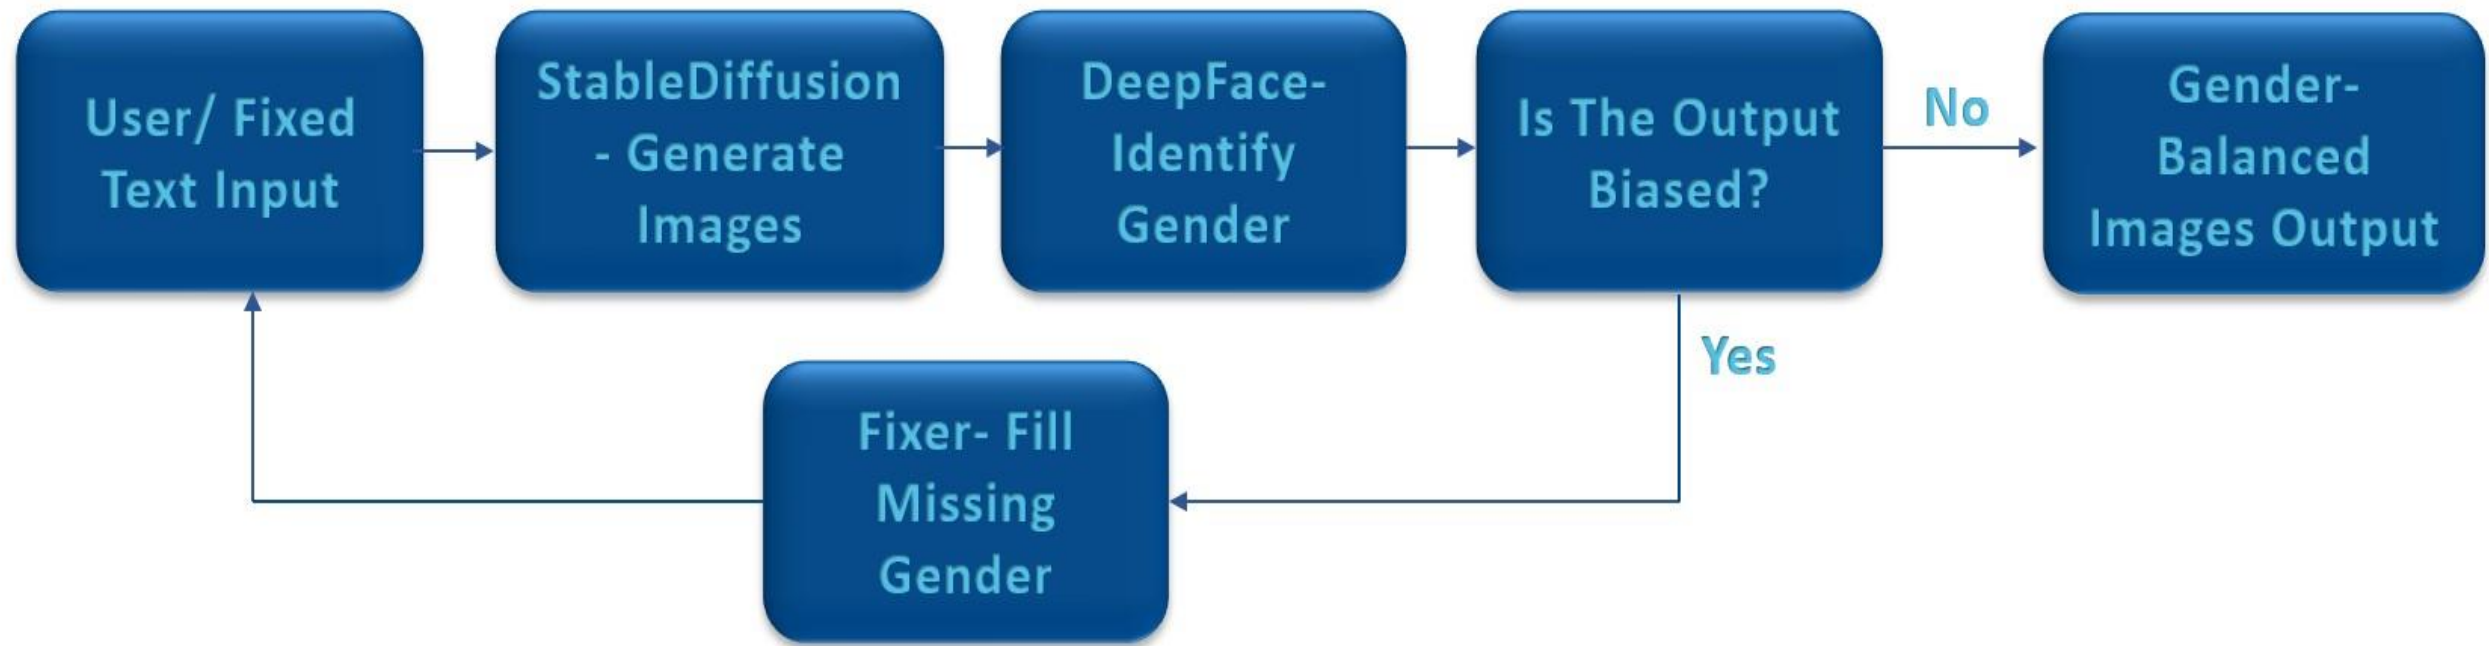 User/ Fixed
Text Input
StableDiffusion
- Generate
Images
DeepFace-
Identify
Gender
Is The Output
Biased?
No
Gender-
Balanced
Images Output
Yes
Fixer- Fill
Missing
Gender